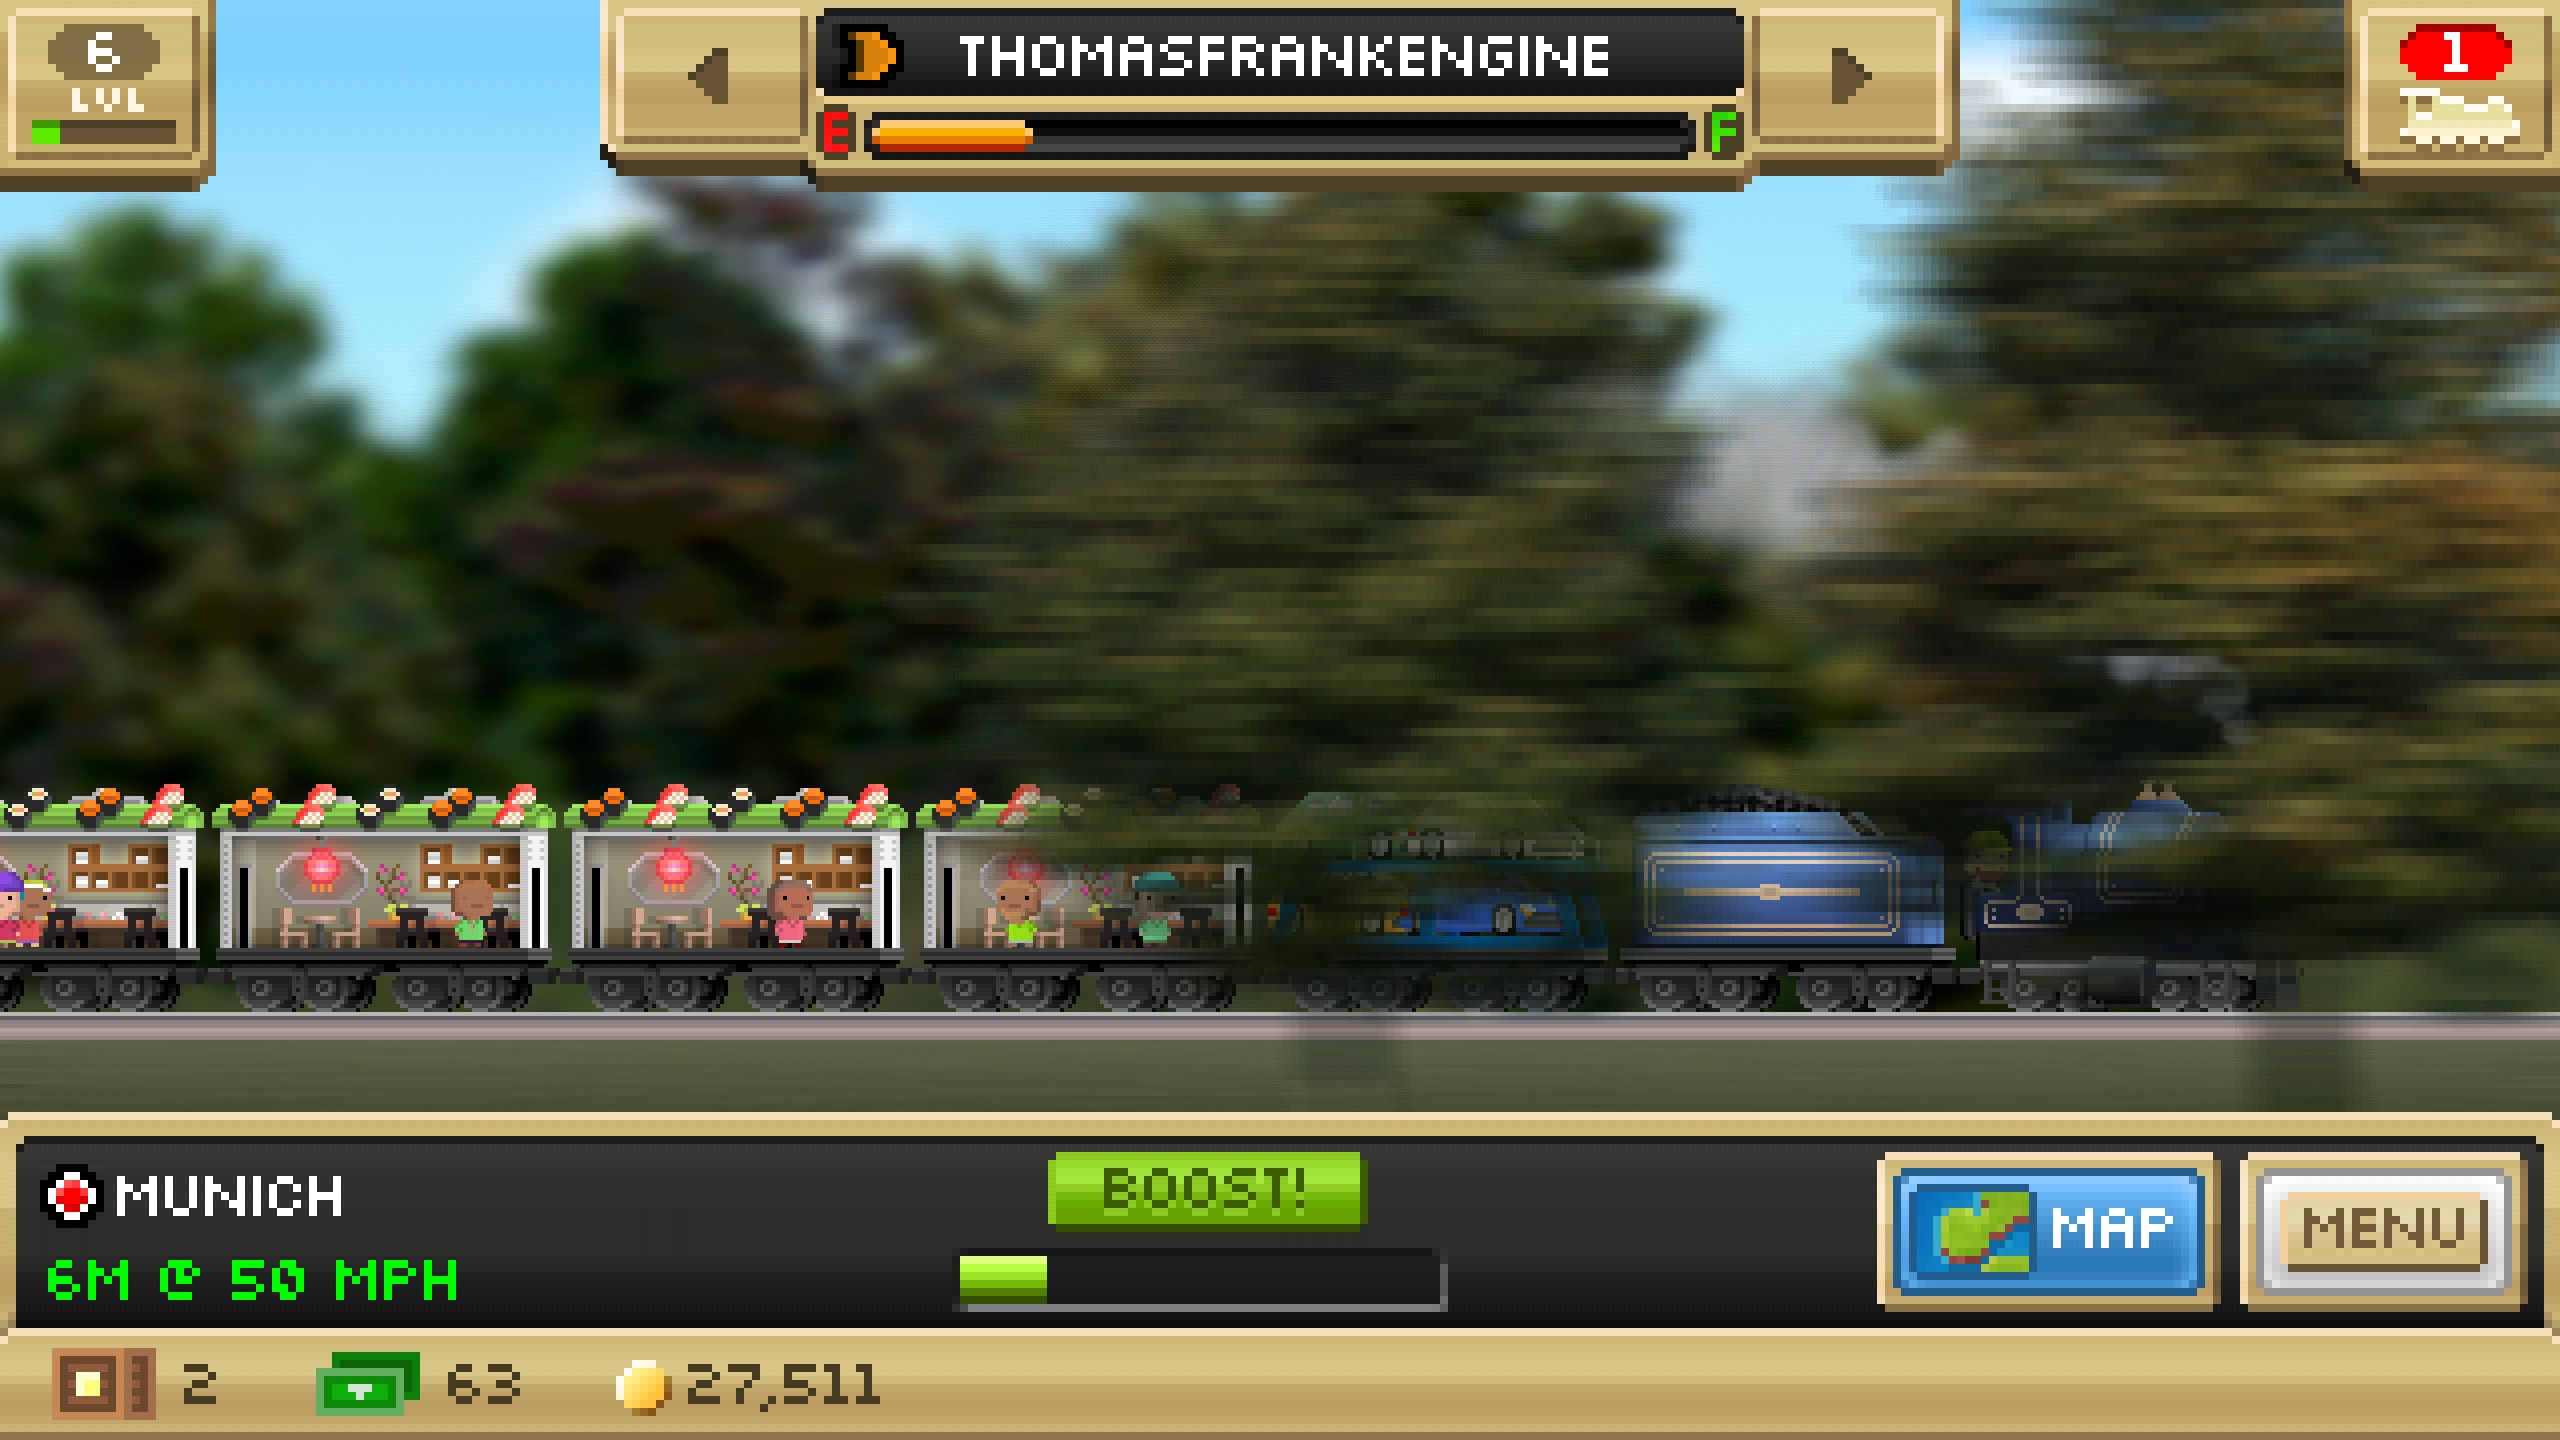 6
LVL
THOMASFRANKENGINE
E F
1
MUNICH
BOOST!
6M @ 50 MPH
MAP
MENU
2
63
27,511